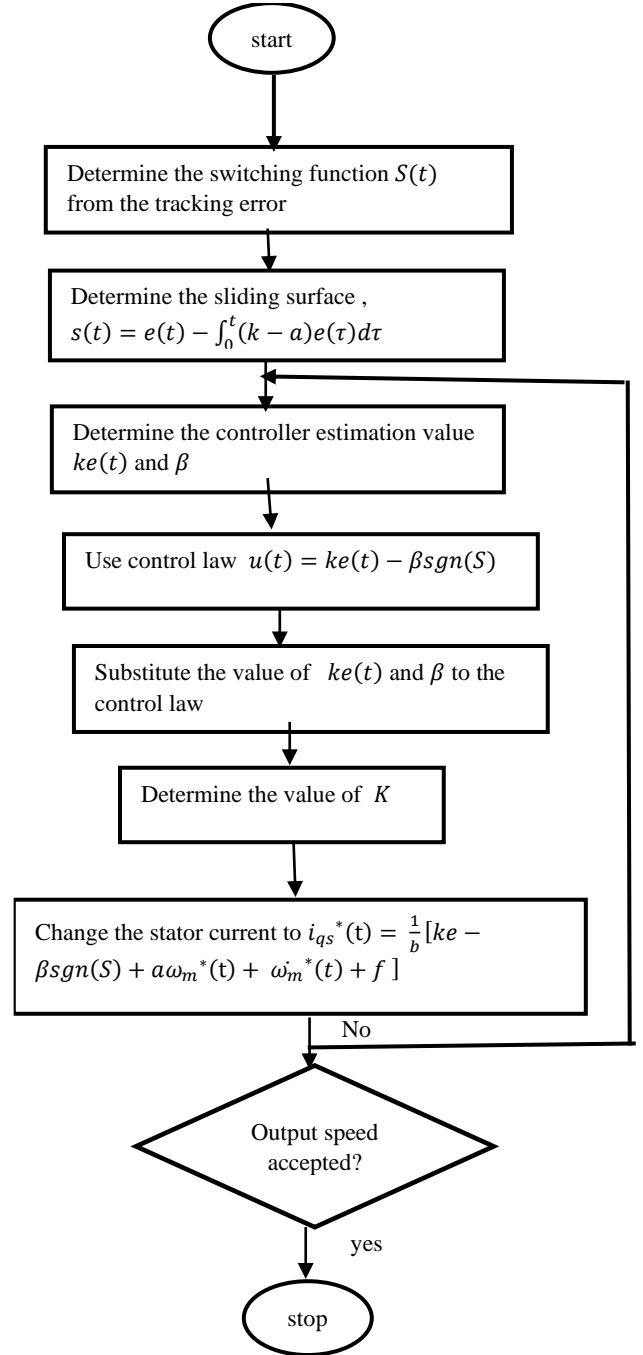 start
Determine the switching function S(t)
from the tracking error
Determine the sliding surface ,
s(t) = e(t) − ∫₀ᵗ(k − a)e(τ)dτ
Determine the controller estimation value
ke(t) and β
Use control law u(t) = ke(t) − βsgn(S)
Substitute the value of ke(t) and β to the
control law
Determine the value of K
Change the stator current to i_qs*(t) = 1/b [ke −
βsgn(S) + aω_m*(t) + ω̇_m*(t) + f ]
No
Output speed
accepted?
yes
stop